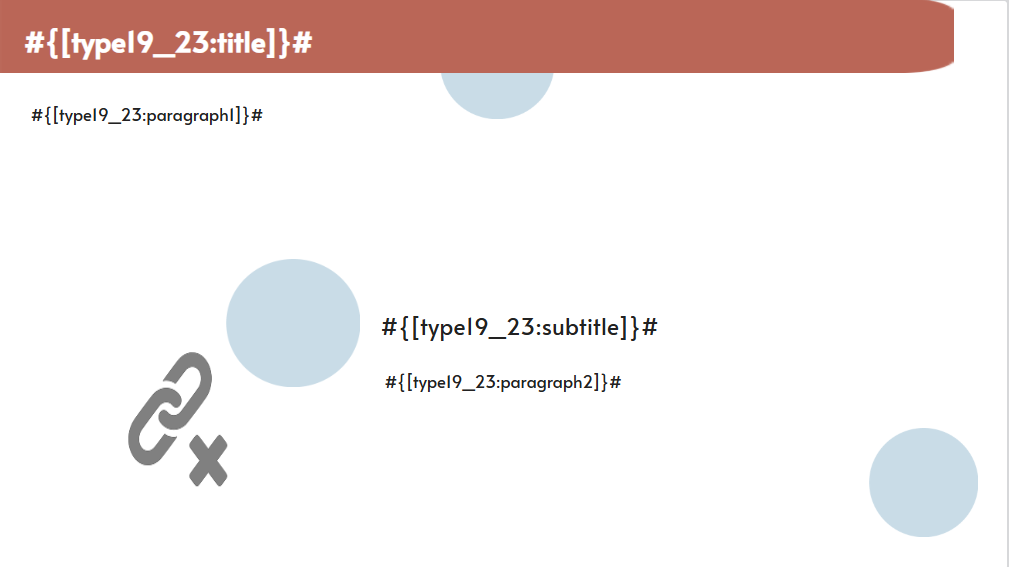 #{[type19_23:title]}#
#{[type19_23:paragraph1]}#
#{[type19_23:subtitle]}#
#{[type19_23:paragraph2]}#